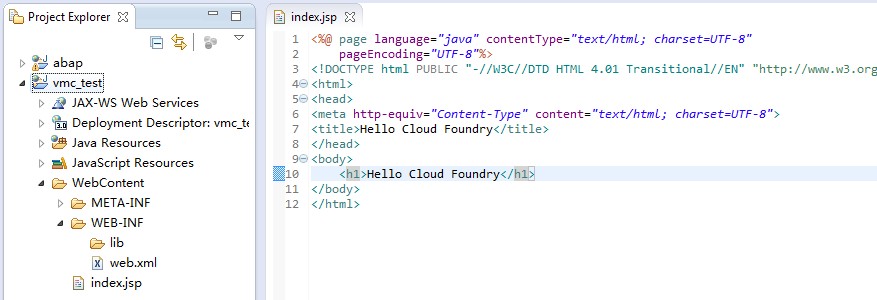 Project Explorer
abap
vmc_test
JAX-WS Web Services
3.0 Deployment Descriptor: vmc_te
Java Resources
JavaScript Resources
WebContent
META-INF
WEB-INF
lib
web.xml
index.jsp
index.jsp
1 <%@ page language="java" contentType="text/html; charset=UTF-8"
2 pageEncoding="UTF-8"%>
3 <!DOCTYPE html PUBLIC "-//W3C//DTD HTML 4.01 Transitional//EN" "http://www.w3.org
4 <html>
5 <head>
6 <meta http-equiv="Content-Type" content="text/html; charset=UTF-8">
7 <title>Hello Cloud Foundry</title>
8 </head>
9 <body>
10 <h1>Hello Cloud Foundry</h1>
11 </body>
12 </html>